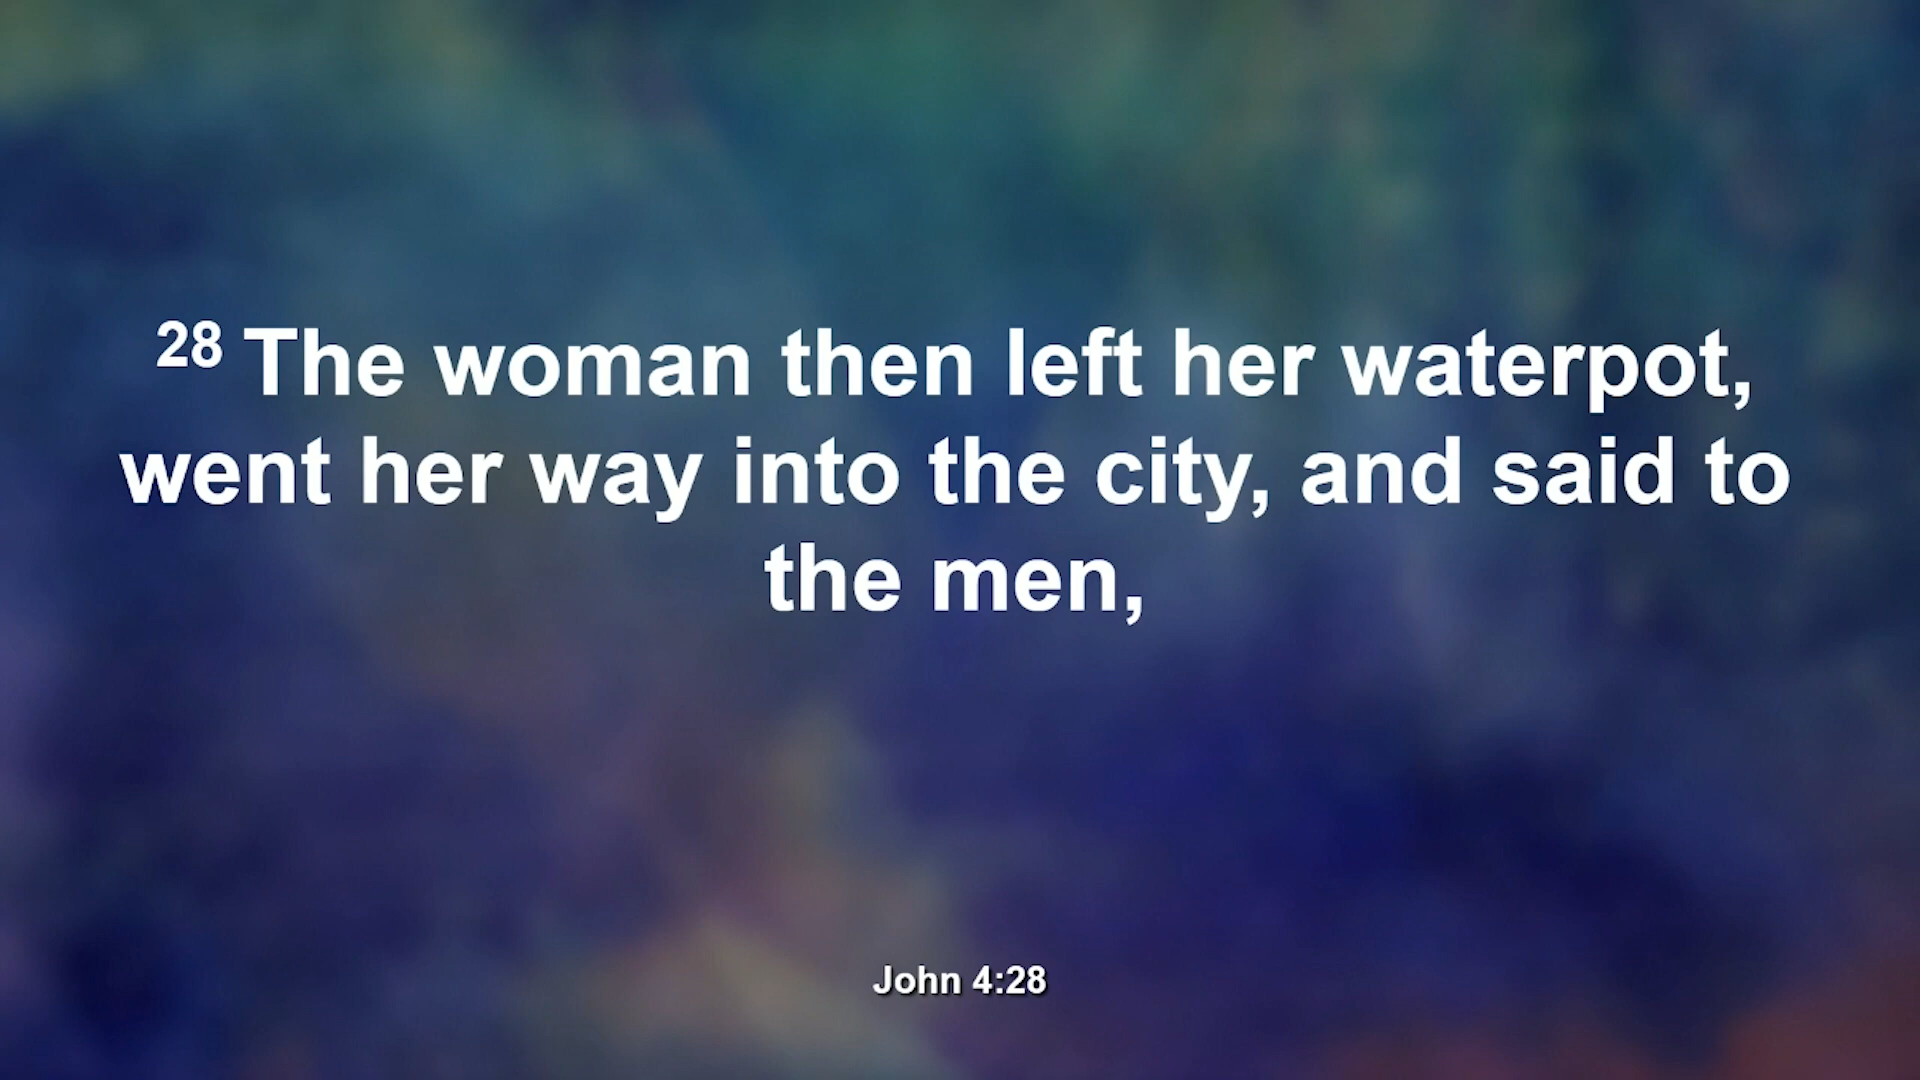 28 The woman then left her waterpot,
went her way into the city, and said to
the men,
John 4:28